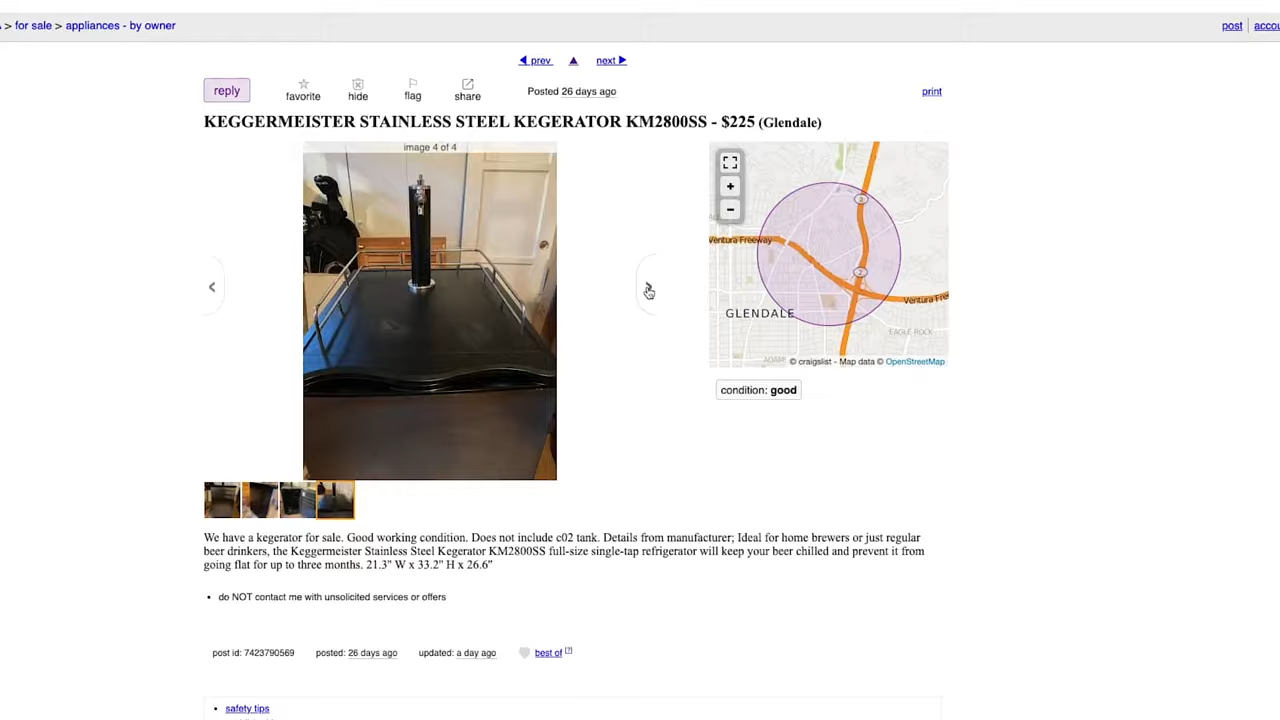 > for sale > appliances - by owner
post
prev
next
reply
favorite
hide
flag
share
Posted 26 days ago
print
KEGGERMEISTER STAINLESS STEEL KEGERATOR KM2800SS - $225 (Glendale)
image 4 of 4
+
−
2
Ventura Freeway
2
GLENDALE
EAGLE ROCK
© craigslist - Map data © OpenStreetMap
condition: good
We have a kegerator for sale. Good working condition. Does not include c02 tank. Details from manufacturer; Ideal for home brewers or just regular
beer drinkers, the Keggermeister Stainless Steel Kegerator KM2800SS full-size single-tap refrigerator will keep your beer chilled and prevent it from
going flat for up to three months. 21.3" W x 33.2" H x 26.6"
• do NOT contact me with unsolicited services or offers
post id: 7423790569
posted: 26 days ago
updated: a day ago
best of [?]
• safety tips